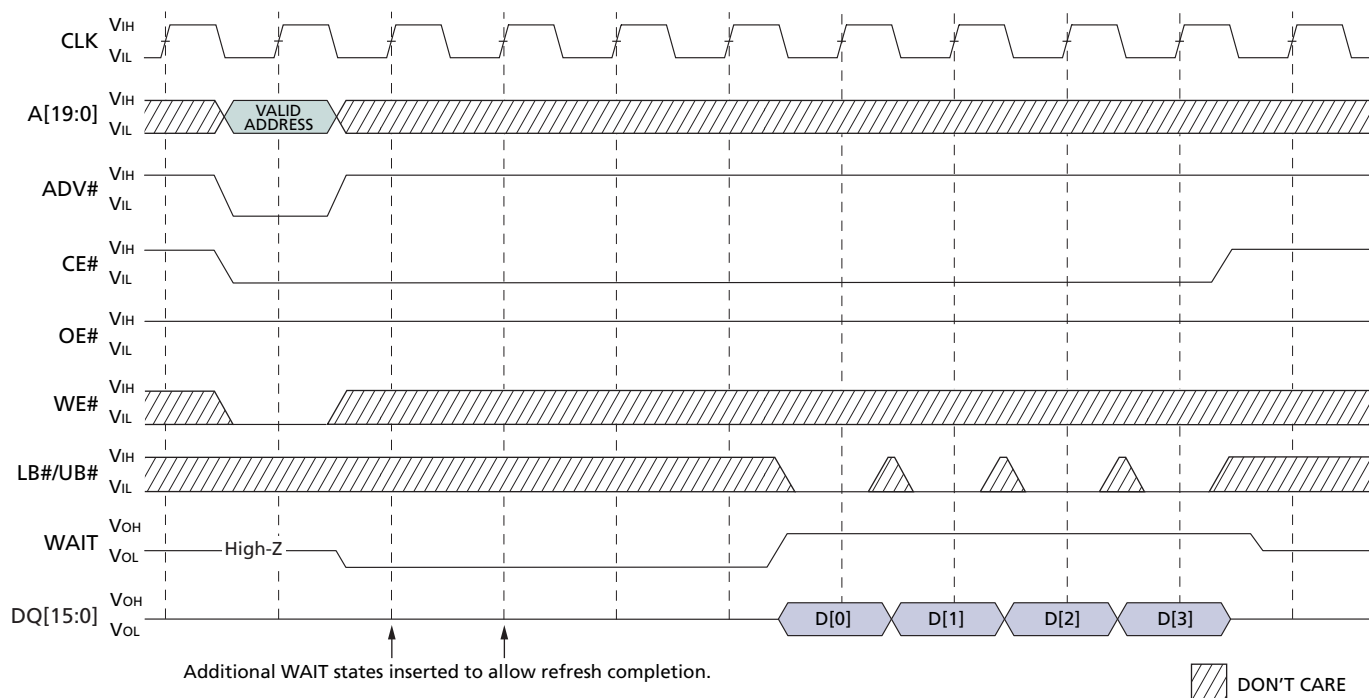 CLK VIH
VIL
A[19:0] VIH
VIL
VALID
ADDRESS
ADV# VIH
VIL
CE# VIH
VIL
OE# VIH
VIL
WE# VIH
VIL
LB#/UB# VIH
VIL
WAIT VOH
VOL
High-Z
DQ[15:0] VOH
VOL
D[0] D[1] D[2] D[3]
Additional WAIT states inserted to allow refresh completion.
DON'T CARE